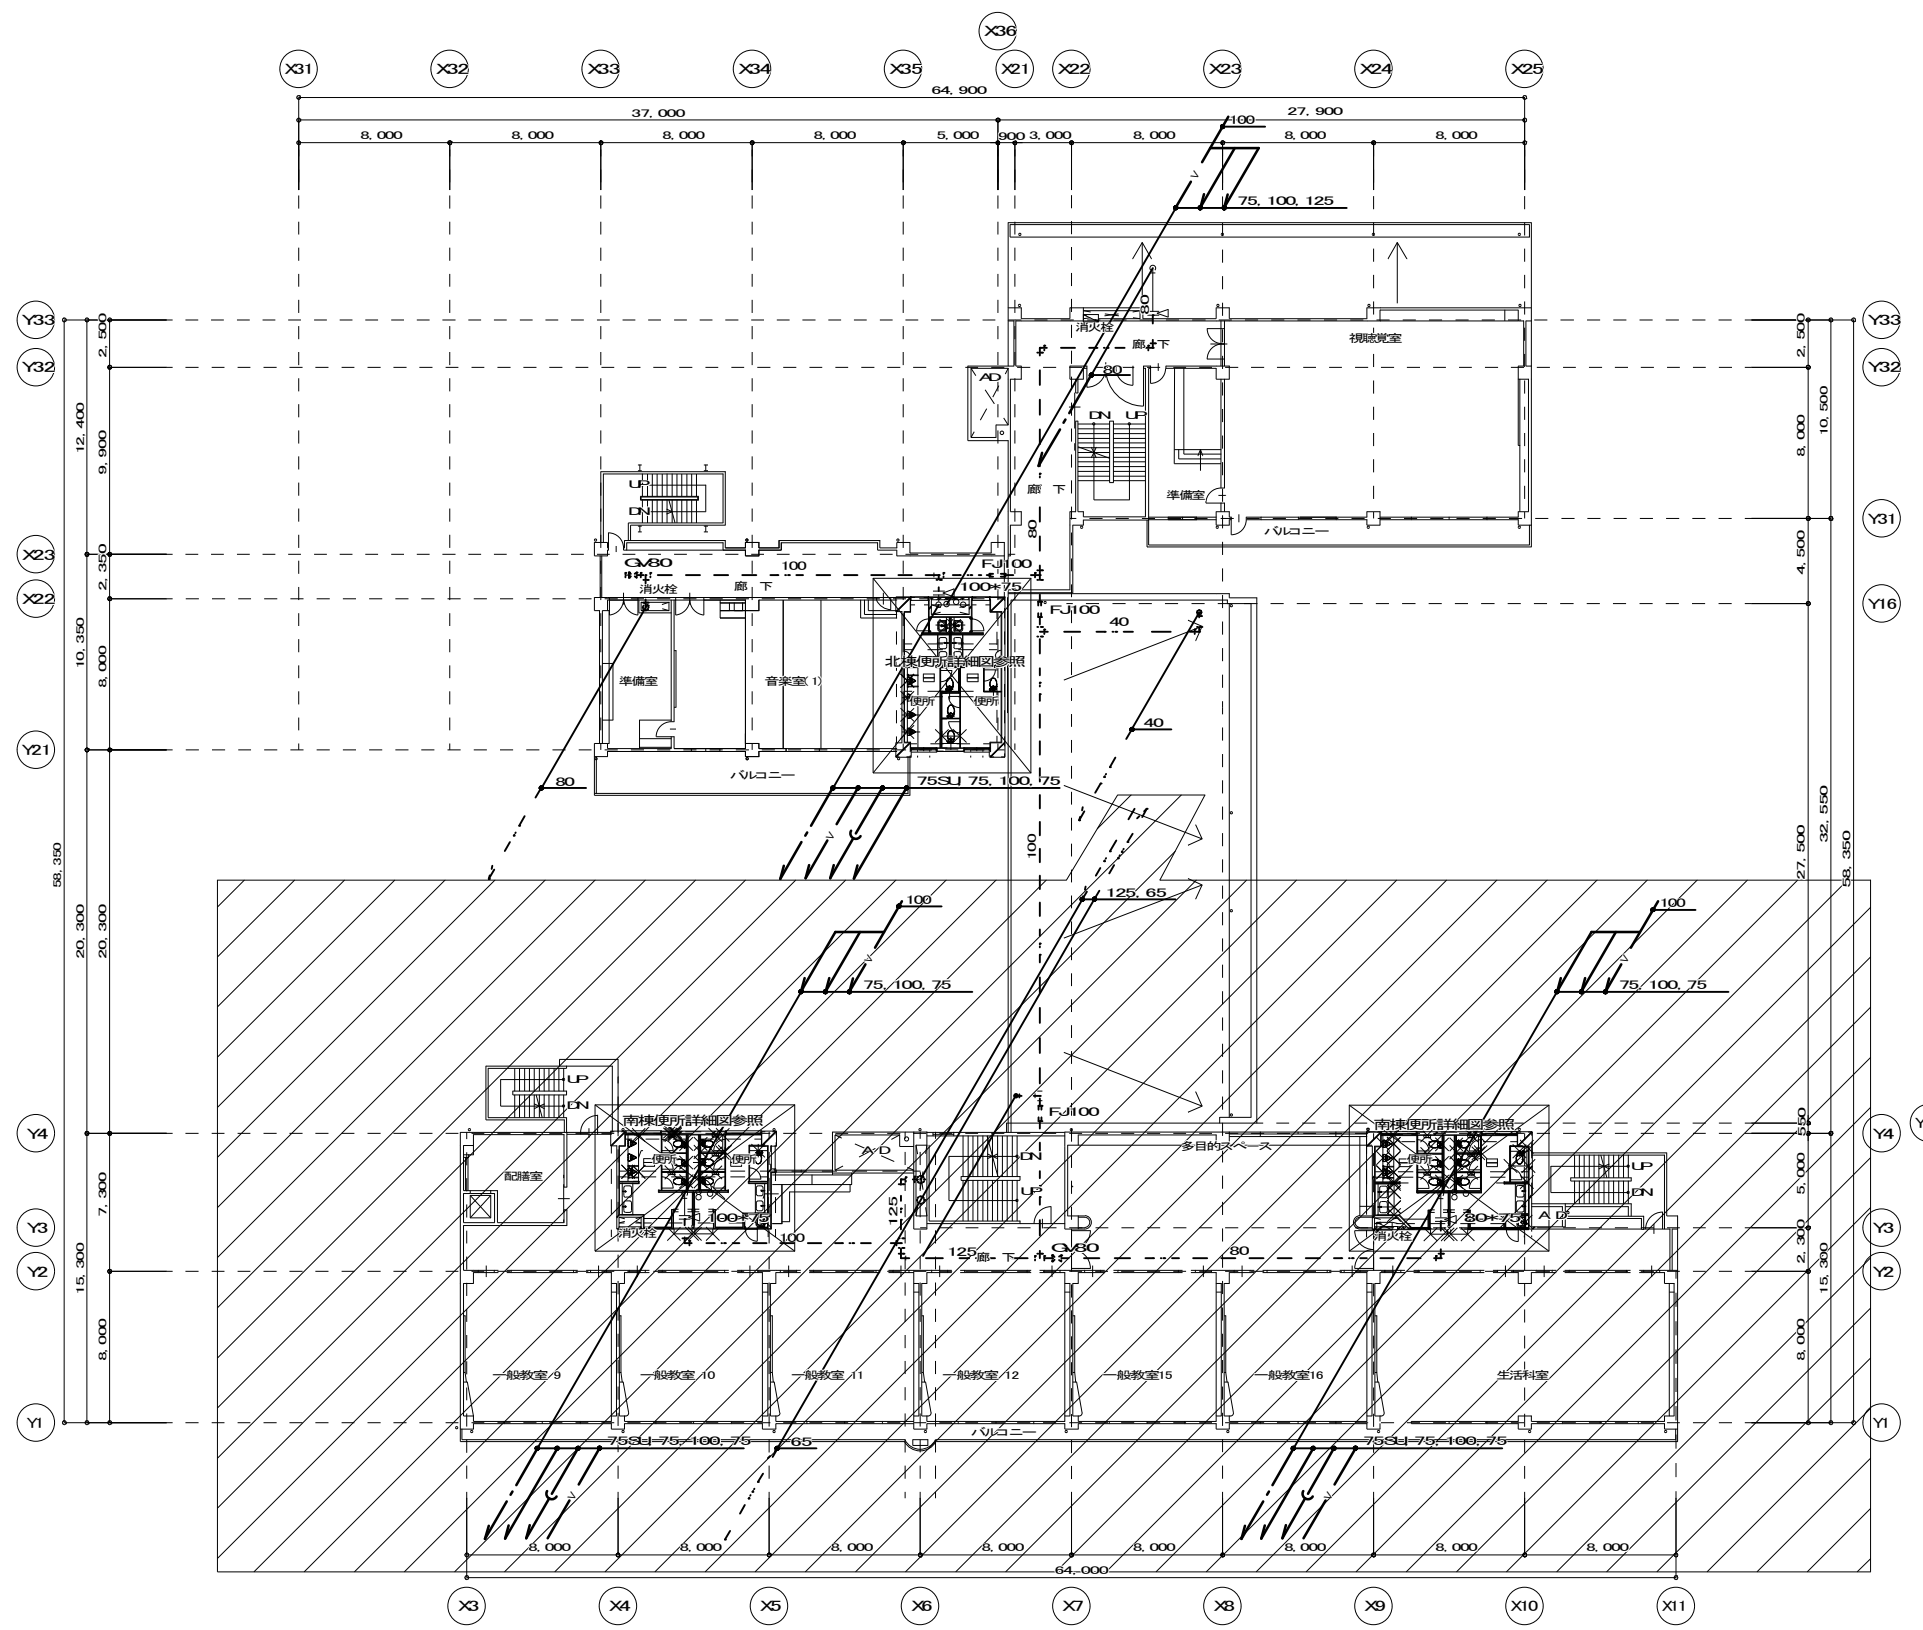 X36
X31 X32 X33 X34 X35 X21 X22 X23 X24 X25
64,900
37,000 27,900
8,000 8,000 8,000 8,000 5,000 900 3,000 8,000 8,000 8,000
100
V
75, 100, 125
80
Y33 2,500 消火栓 廊 下 視聴覚室 2,500 Y33
Y32 80 Y32
AD
DN UP
12,400 9,900 8,000 10,500
UP
DN
廊 下 準備室
80
バルコニー Y31
X23 2,350 4,500
GV80 100 FJ100
消火栓 廊 下 100*75
X22 FJ100 Y16
40
北棟便所詳細図参照
10,350 8,000 準備室 音楽室(1) 便所 便所
40
Y21
バルコニー
80 75SU 75, 100, 75
V
C
100
58,350 27,500 32,550 58,350
125, 65
100 100
20,300 20,300
V V
75, 100, 75 75, 100, 75
UP
DN
FJ100 550
南棟便所詳細図参照 南棟便所詳細図参照
Y4 Y4
便所 便所 AD DN 多目的スペース 便所 UP
配膳室 UP DN
7,300 5,000
125
100*75 80*75 AD
Y3 消火栓 消火栓 Y3
100 GV80 80
125 廊 下 2,300
Y2 Y2
15,300 15,300
8,000 8,000
一般教室 9 一般教室 10 一般教室 11 一般教室 12 一般教室15 一般教室16 生活科室
Y1 Y1
バルコニー
75SU 75, 100, 75 65 75SU 75, 100, 75
C V C V
8,000 8,000 8,000 8,000 8,000 8,000 8,000 8,000
64,000
X3 X4 X5 X6 X7 X8 X9 X10 X11